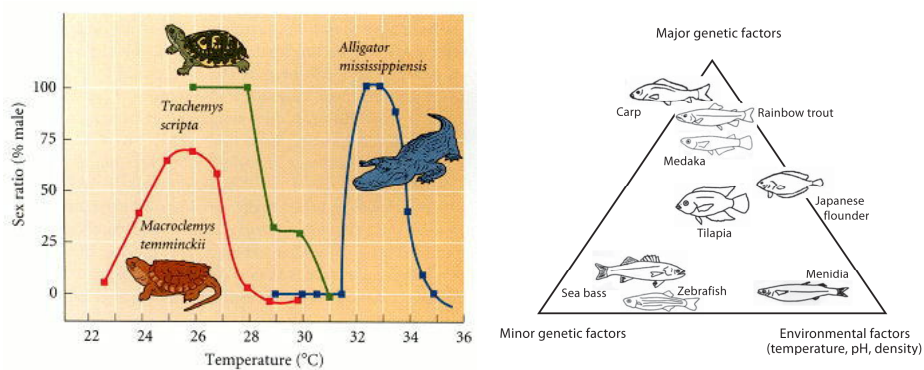 Alligator
mississippiensis
Trachemys
scripta
Macroclemys
temminckii
Sex ratio (% male)
100
75
50
25
0
22
24
26
28
30
32
34
36
Temperature (°C)
Major genetic factors
Carp
Rainbow trout
Medaka
Japanese
flounder
Tilapia
Sea bass
Zebrafish
Menidia
Minor genetic factors
Environmental factors
(temperature, pH, density)